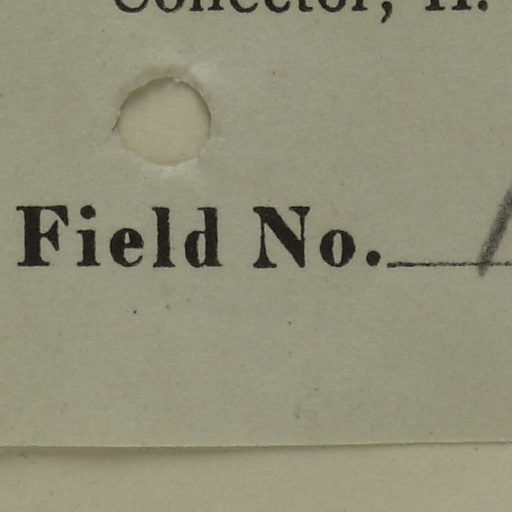 Collector, H.
Field No.